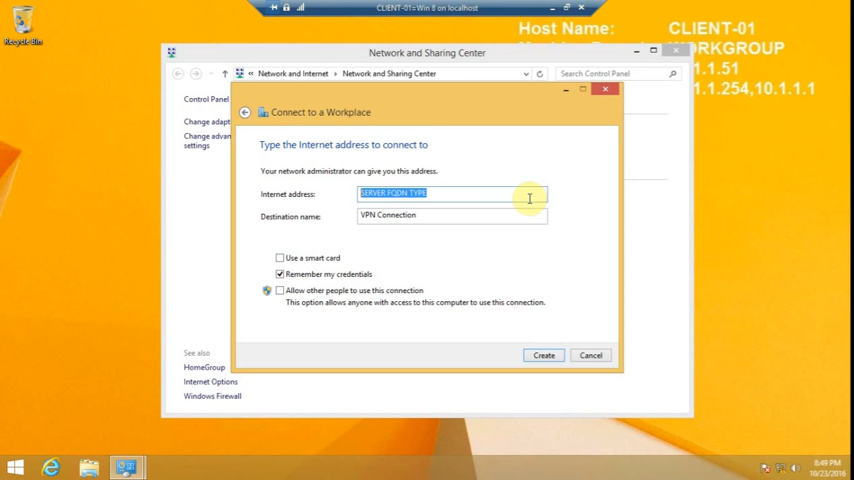 CLIENT-01=Win 8 on localhost
Recycle Bin
Host Name: CLIENT-01
WORKGROUP
1.1.51
1.1.254,10.1.1.1
Network and Sharing Center
« Network and Internet Network and Sharing Center
Search Control Panel
Control Panel
Change adapt
Change advan
settings
Connect to a Workplace
Type the Internet address to connect to
Your network administrator can give you this address.
Internet address: SERVER FQDN TYPE
Destination name: VPN Connection
Use a smart card
Remember my credentials
Allow other people to use this connection
This option allows anyone with access to this computer to use this connection.
Create Cancel
See also
HomeGroup
Internet Options
Windows Firewall
8:49 PM
10/23/2016